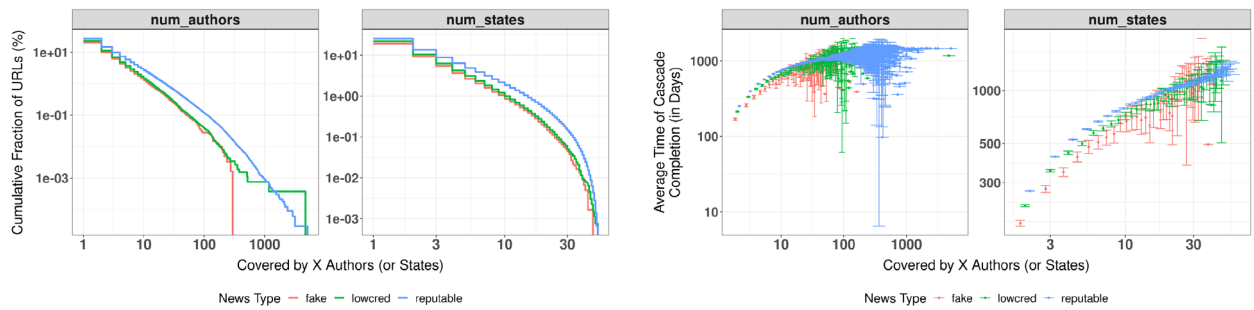 num_authors
num_states
Cumulative Fraction of URLs (%)
1e+01
1e-01
1e-03
1
10
100
1000
1e+01
1e+00
1e-01
1e-02
1e-03
1
3
10
30
Covered by X Authors (or States)
News Type fake lowcred reputable
num_authors
num_states
Average Time of Cascade
Completion (in Days)
1000
100
10
10
100
1000
1000
500
300
3
10
30
Covered by X Authors (or States)
News Type fake lowcred reputable